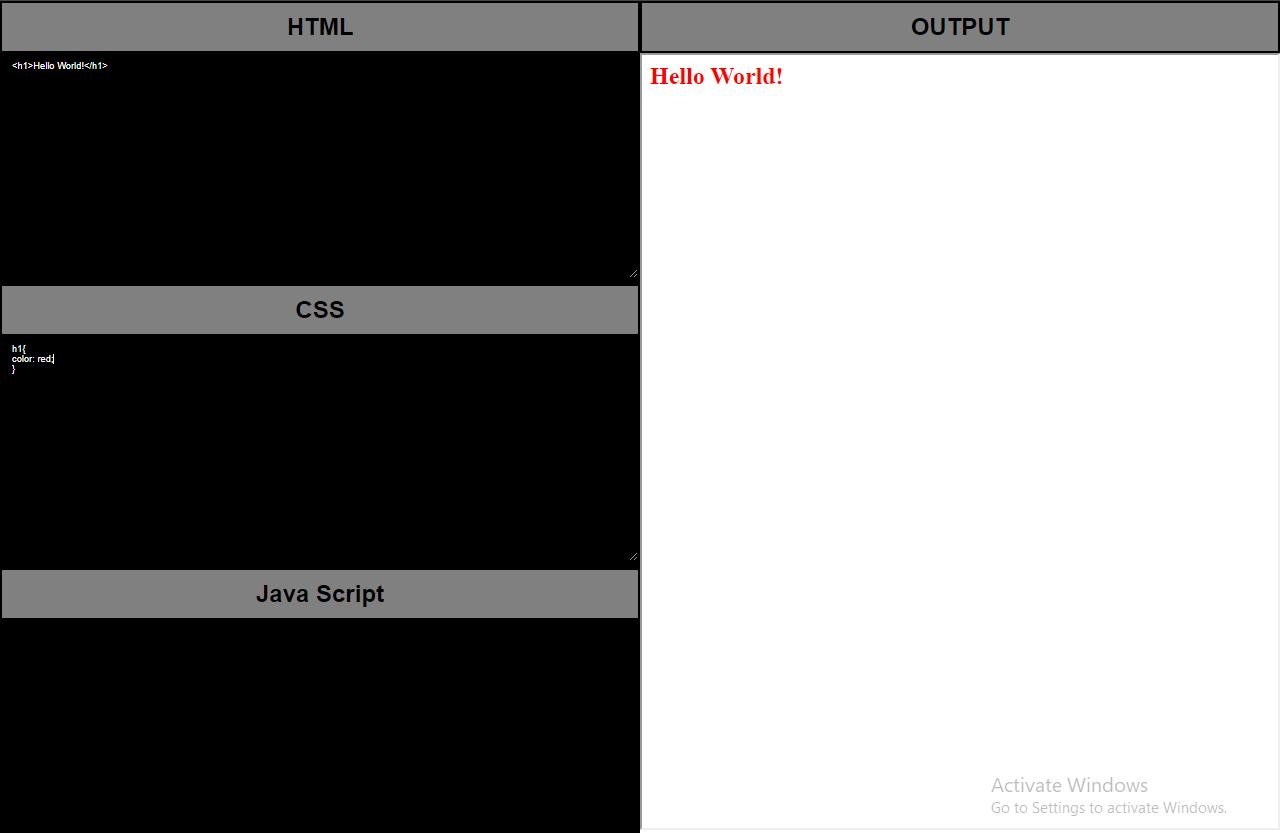 HTML
<h1>Hello World!</h1>
CSS
h1{
color: red;
}
Java Script
OUTPUT
Hello World!
Activate Windows
Go to Settings to activate Windows.